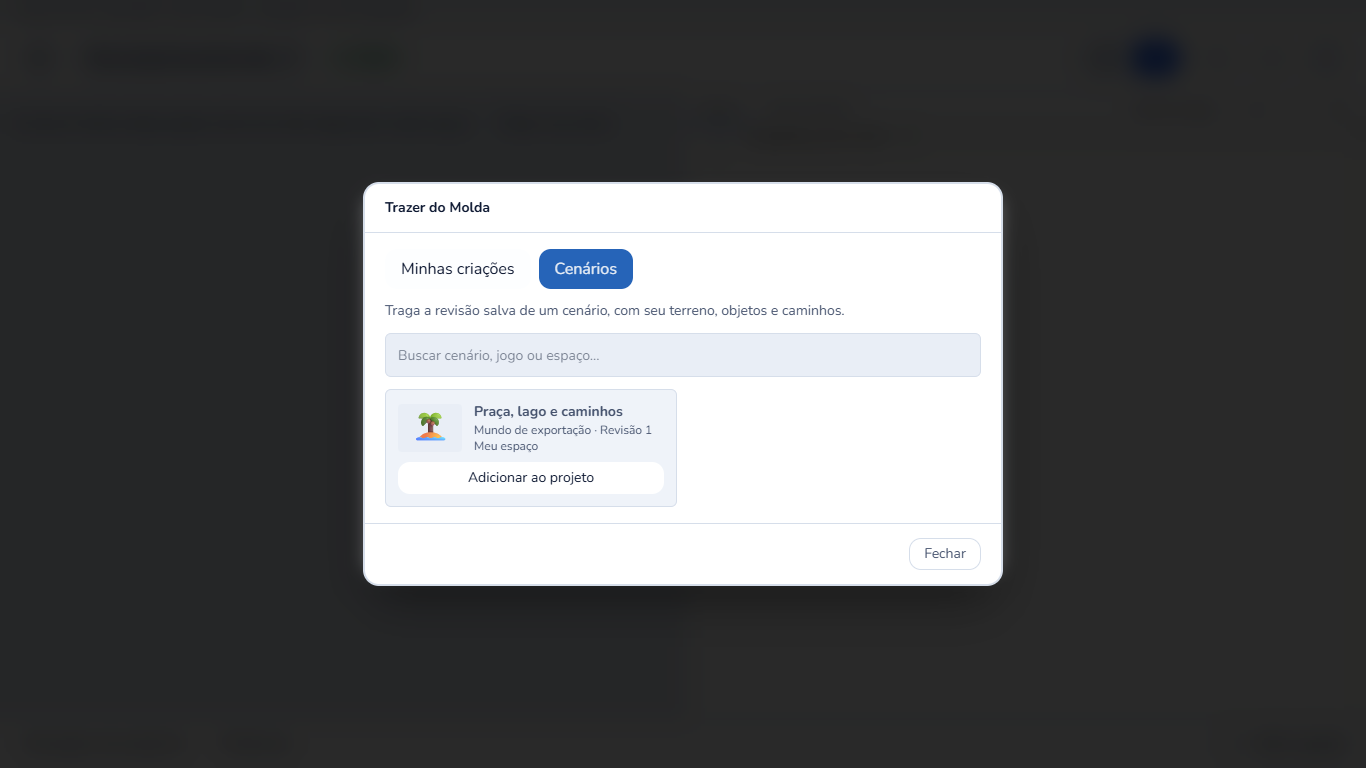 Trazer do Molda
Minhas criações
Cenários
Traga a revisão salva de um cenário, com seu terreno, objetos e caminhos.
Buscar cenário, jogo ou espaço...
Praça, lago e caminhos
Mundo de exportação · Revisão 1
Meu espaço
Adicionar ao projeto
Fechar